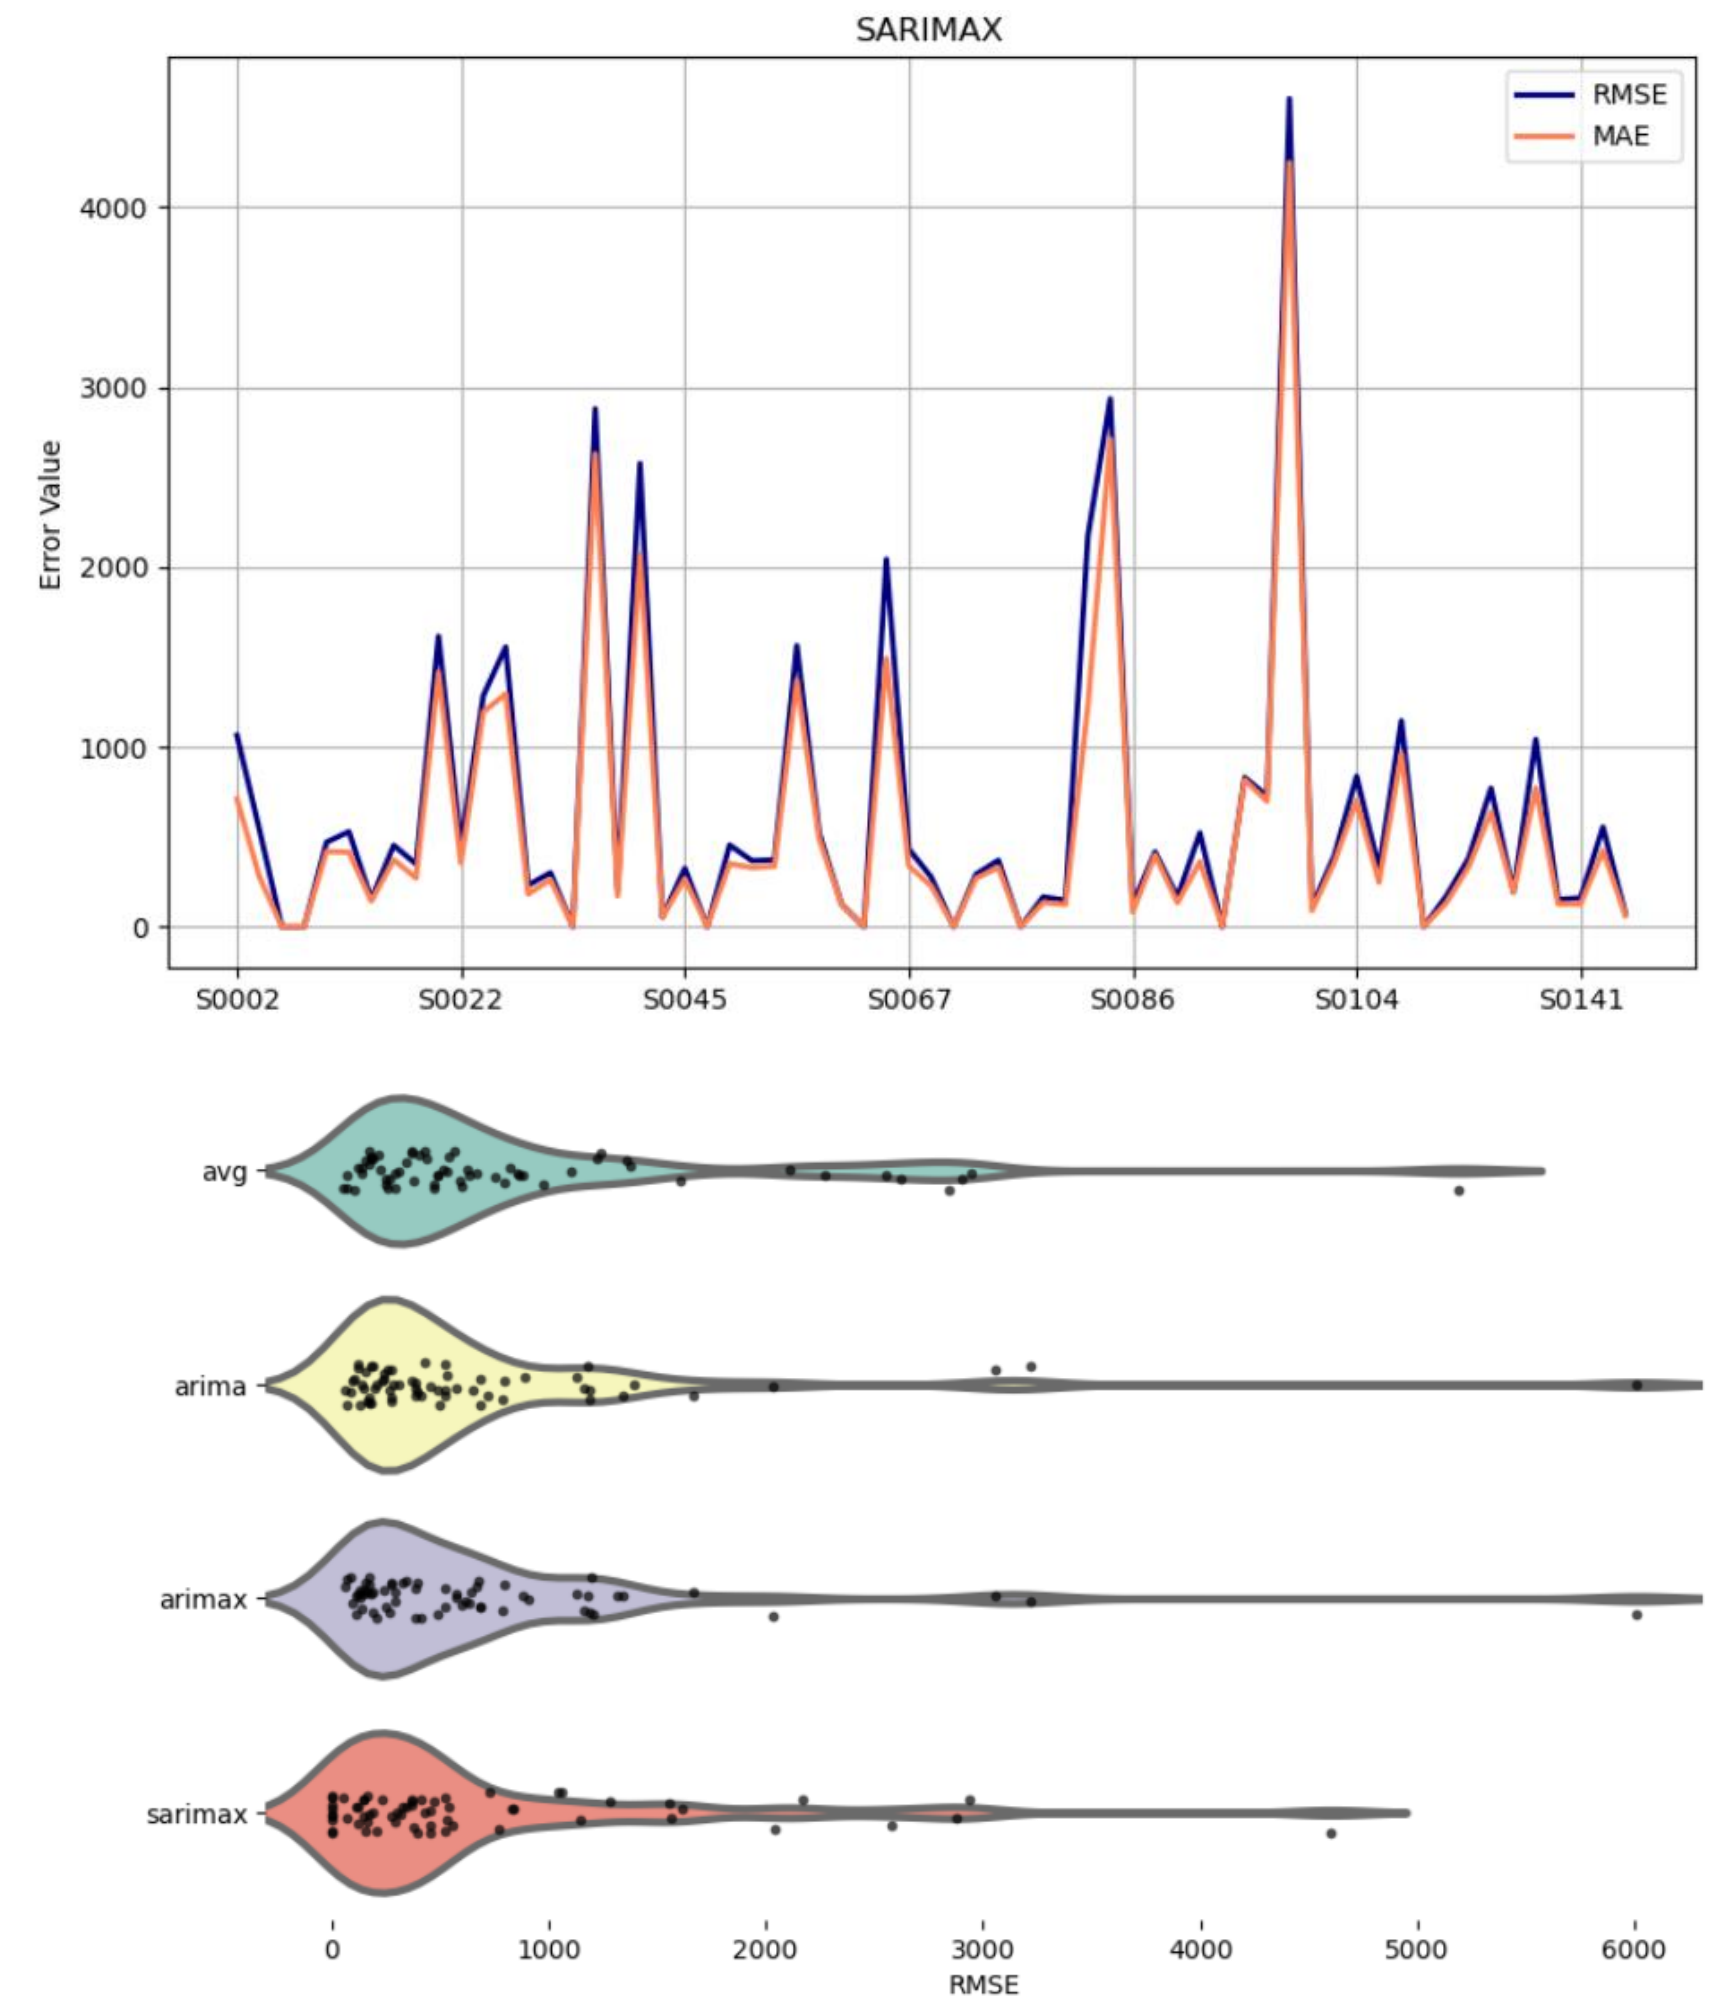 SARIMAX
RMSE
MAE
4000
3000
2000
1000
0
Error Value
S0002 S0022 S0045 S0067 S0086 S0104 S0141
avg
arima
arimax
sarimax
0 1000 2000 3000 4000 5000 6000
RMSE